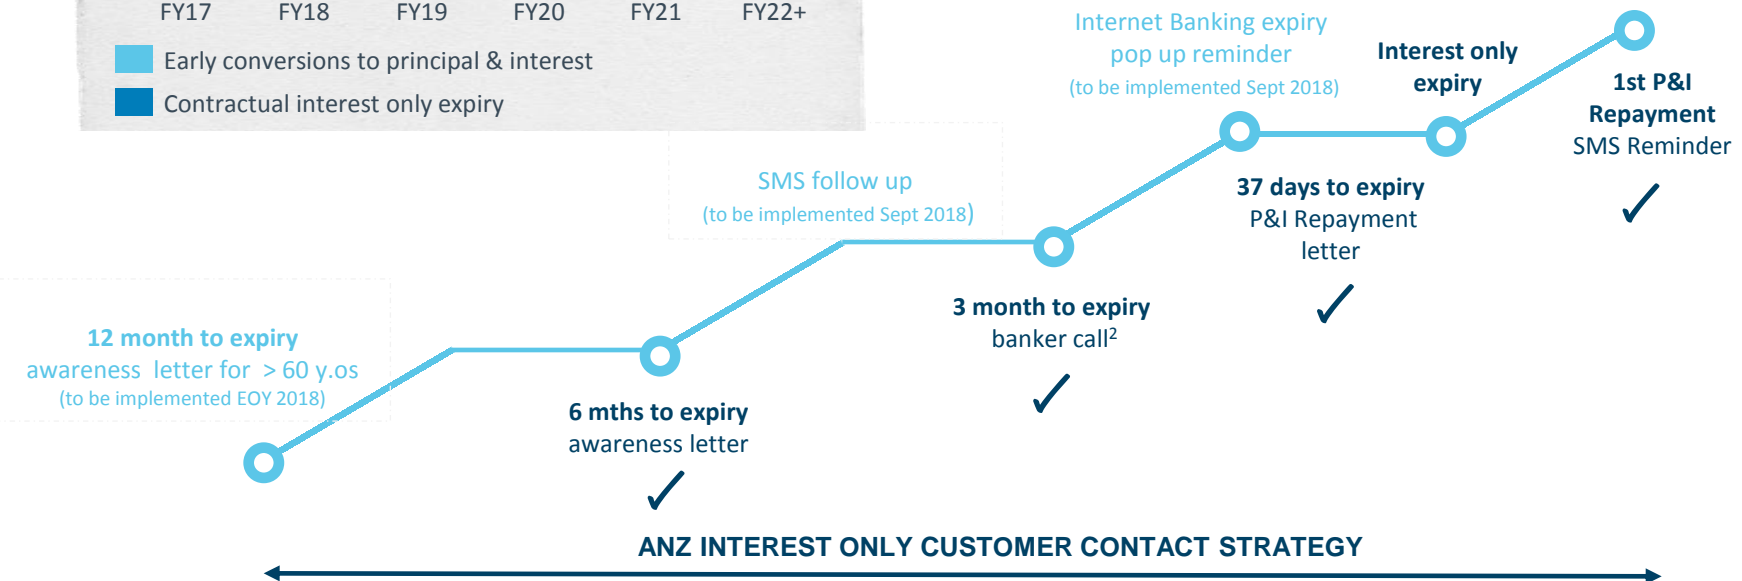 FY17 FY18 FY19 FY20 FY21 FY22+
Early conversions to principal & interest
Contractual interest only expiry
12 month to expiry
awareness letter for > 60 y.os
(to be implemented EOY 2018)
6 mths to expiry
awareness letter
SMS follow up
(to be implemented Sept 2018)
3 month to expiry
banker call²
Internet Banking expiry
pop up reminder
(to be implemented Sept 2018)
37 days to expiry
P&I Repayment
letter
Interest only
expiry
1st P&I
Repayment
SMS Reminder
ANZ INTEREST ONLY CUSTOMER CONTACT STRATEGY